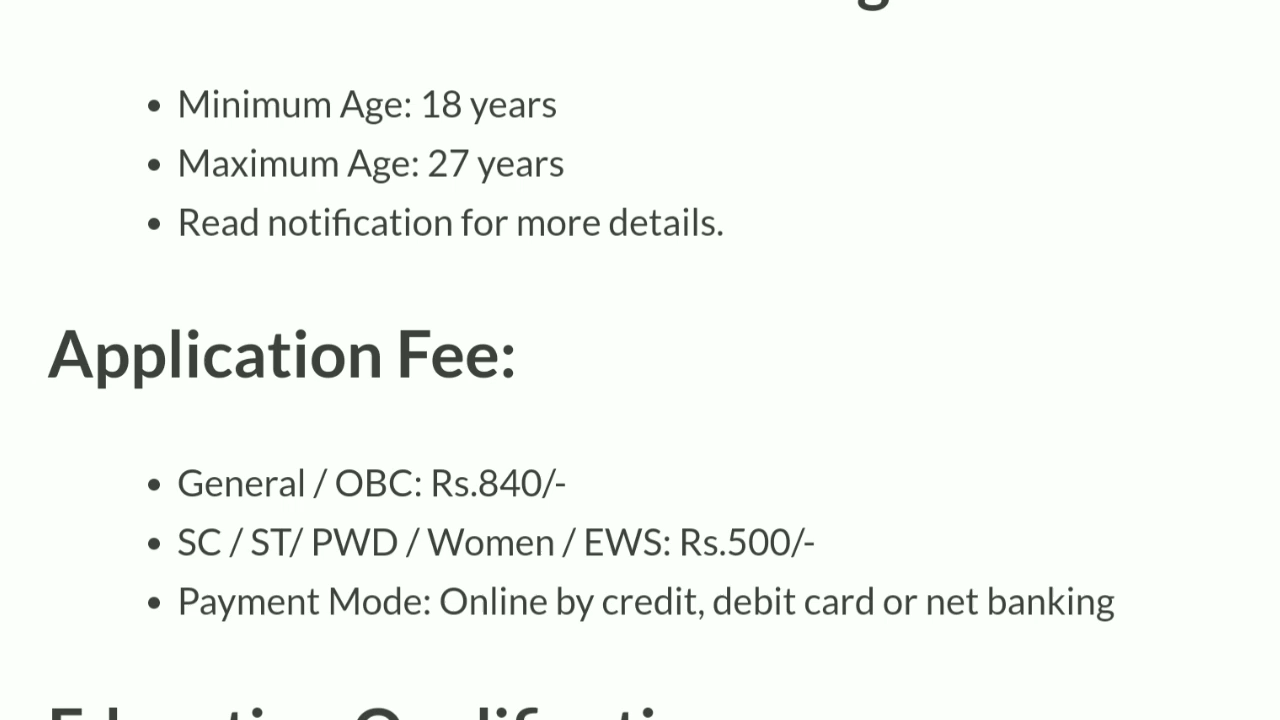 Minimum Age: 18 years
Maximum Age: 27 years
Read notification for more details.
Application Fee:
General / OBC: Rs.840/-
SC / ST/ PWD / Women / EWS: Rs.500/-
Payment Mode: Online by credit, debit card or net banking